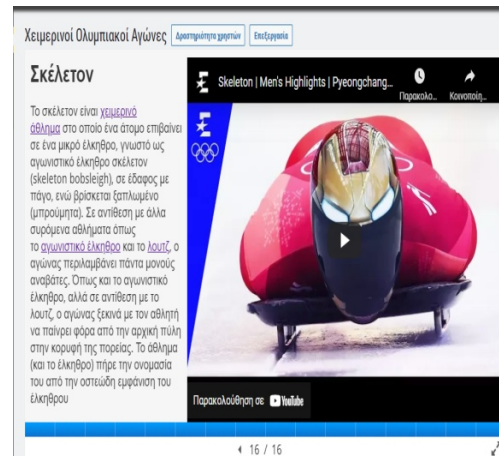 Χειμερινοί Ολυμπιακοί Αγώνες
Δραστηριότητα χρηστών
Επεξεργασία
Σκέλετον
Το σκέλετον είναι χειμερινό
άθλημα στο οποίο ένα άτομο επιβαίνει
σε ένα μικρό έλκηθρο, γνωστό ως
αγωνιστικό έλκηθρο σκέλετον
(skeleton bobsleigh), σε έδαφος με
πάγο, ενώ βρίσκεται ξαπλωμένο
(μπρούμητα). Σε αντίθεση με άλλα
συρόμενα αθλήματα όπως
το αγωνιστικό έλκηθρο και το λουτζ, ο
αγώνας περιλαμβάνει πάντα μονούς
αναβάτες. Όπως και το αγωνιστικό
έλκηθρο, αλλά σε αντίθεση με το
λουτζ, ο αγώνας ξεκινά με τον αθλητή
να παίρνει φόρα από την αρχική πύλη
στην κορυφή της πορείας. Το άθλημα
(και το έλκηθρο) πήρε την ονομασία
του από την οστεώδη εμφάνιση του
έλκηθρου
Skeleton | Men's Highlights | Pyeongchang...
Παρακολο...
Κοινοποίη...
Παρακολούθηση σε YouTube
16 / 16